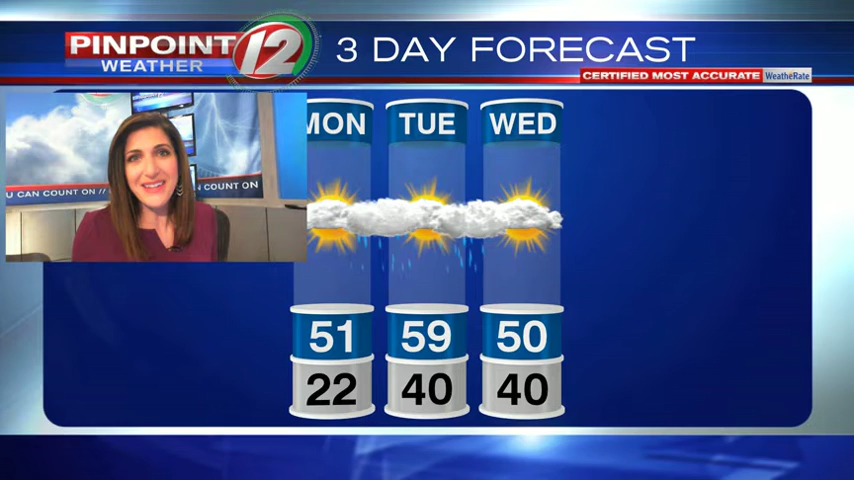 PINPOINT 12
WEATHER
3 DAY FORECAST
CERTIFIED MOST ACCURATE WeatheRate
U CAN COUNT ON // N COUNT ON
MON TUE WED
51 59 50
22 40 40